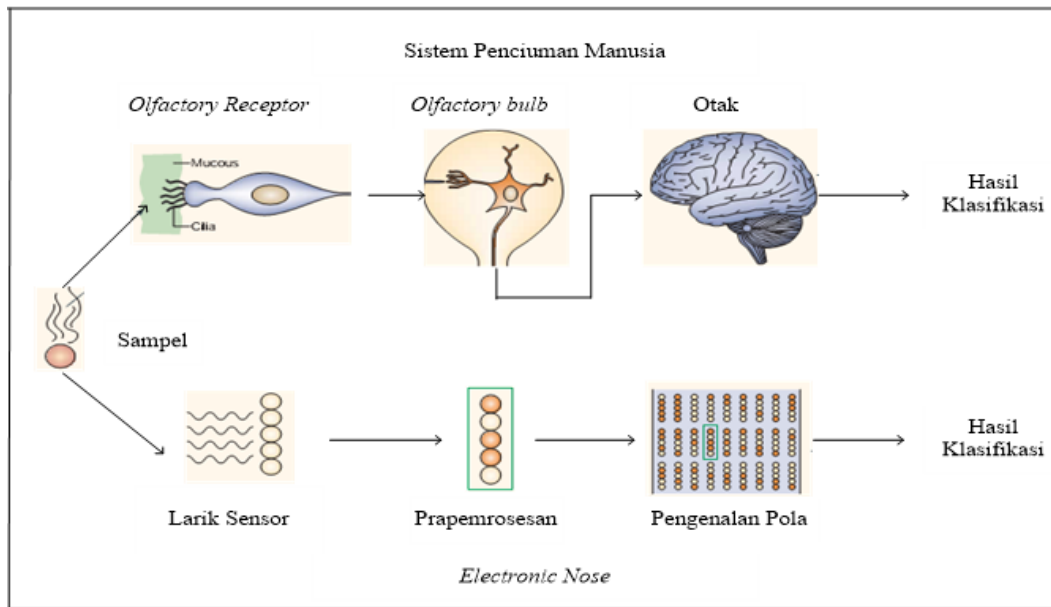 Sistem Penciuman Manusia
Olfactory Receptor
Olfactory bulb
Otak
Mucous
Cilia
Hasil
Klasifikasi
Sampel
Larik Sensor
Prapemrosesan
Pengenalan Pola
Hasil
Klasifikasi
Electronic Nose